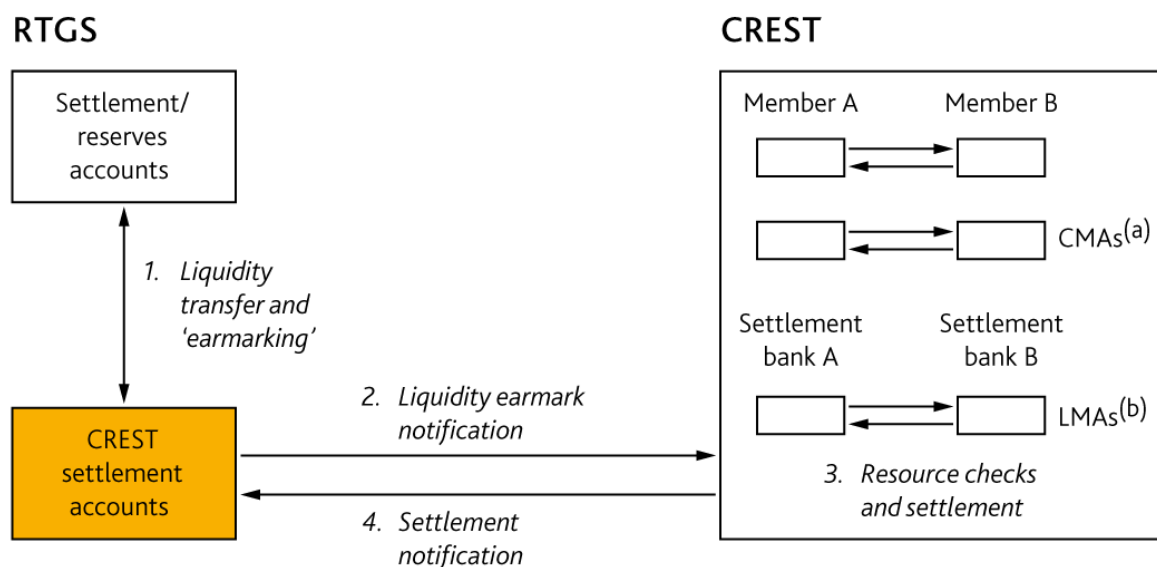 RTGS
Settlement/
reserves
accounts
1. Liquidity
transfer and
‘earmarking’
CREST
settlement
accounts
2. Liquidity earmark
notification
4. Settlement
notification
CREST
Member A
Member B
CMAs(a)
Settlement
bank A
Settlement
bank B
LMAs(b)
3. Resource checks
and settlement